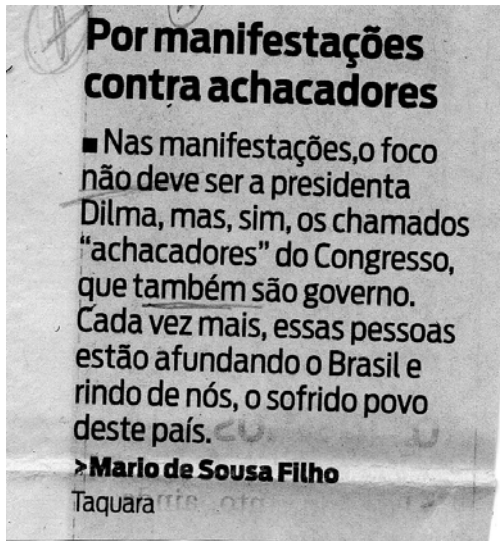 Por manifestações
contra achacadores
■ Nas manifestações,o foco
não deve ser a presidenta
Dilma, mas, sim, os chamados
“achacadores” do Congresso,
que também são governo.
Cada vez mais, essas pessoas
estão afundando o Brasil e
rindo de nós, o sofrido povo
deste país.
>Mario de Sousa Filho
Taquara